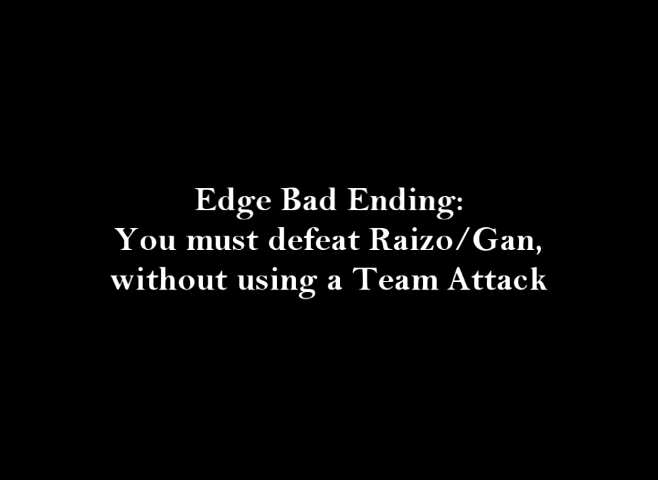 Edge Bad Ending:
You must defeat Raizo/Gan,
without using a Team Attack